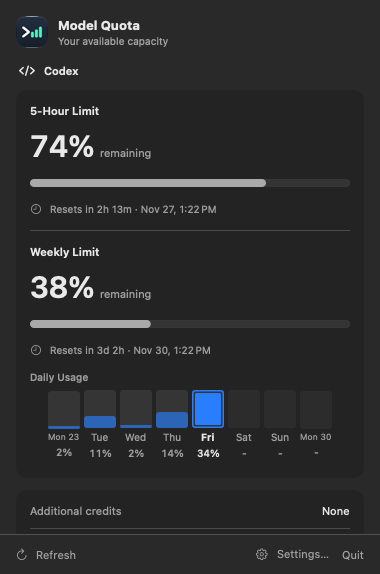 Model Quota
Your available capacity
</> Codex
5-Hour Limit
74% remaining
Resets in 2h 13m · Nov 27, 1:22 PM
Weekly Limit
38% remaining
Resets in 3d 2h · Nov 30, 1:22 PM
Daily Usage
Mon 23 Tue Wed Thu Fri Sat Sun Mon 30
2% 11% 2% 14% 34% - - -
Additional credits None
Refresh Settings... Quit